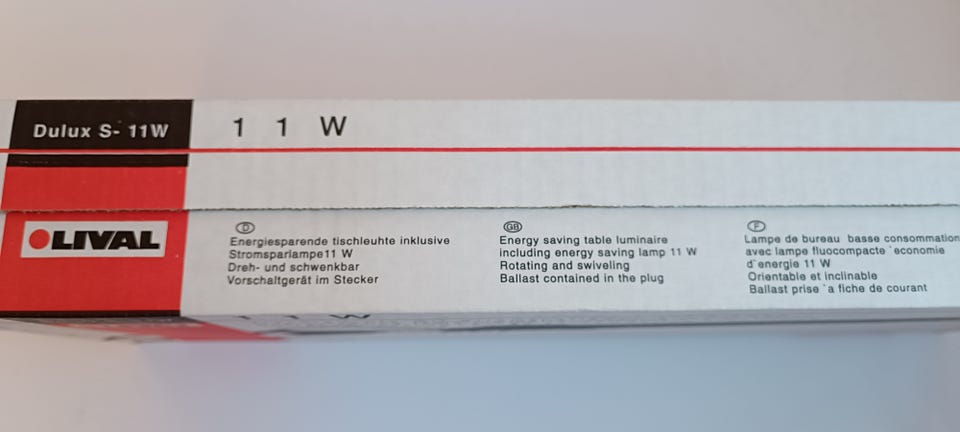 Dulux S- 11W
1 1 W
LIVAL
D
Energiesparende tischleuhte inklusive
Stromsparlampe11 W
Dreh- und schwenkbar
Vorschaltgerät im Stecker
GB
Energy saving table luminaire
including energy saving lamp 11 W
Rotating and swiveling
Ballast contained in the plug
F
Lampe de bureau basse consommation
avec lampe fluocompacte `economie
d`energie 11 W
Orientable et inclinable
Ballast prise `a fiche de courant
1 1 W